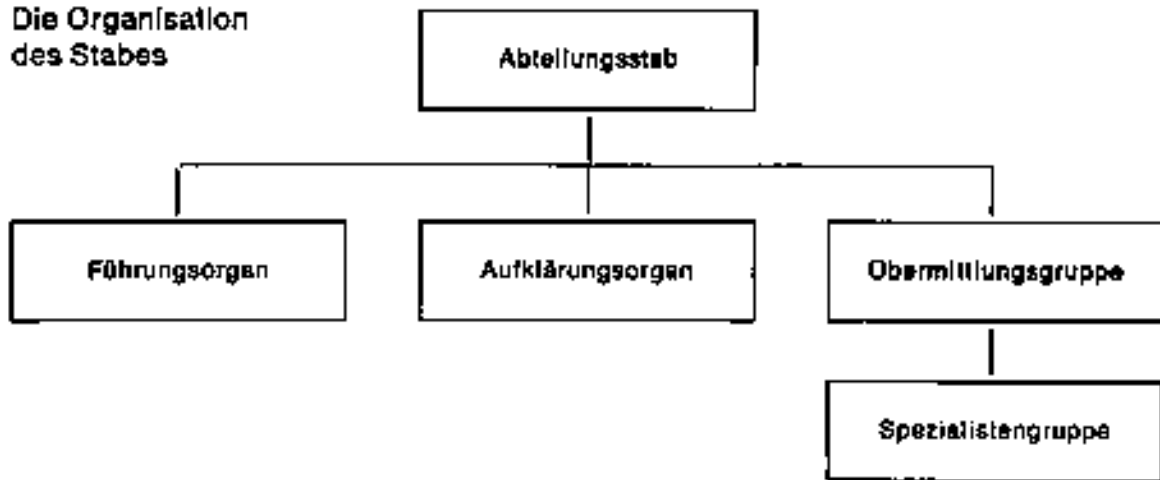 Die Organisation
des Stabes
Abteilungsstab
Führungsorgan
Aufklärungsorgan
Übermittlungsgruppe
Spezialistengruppe